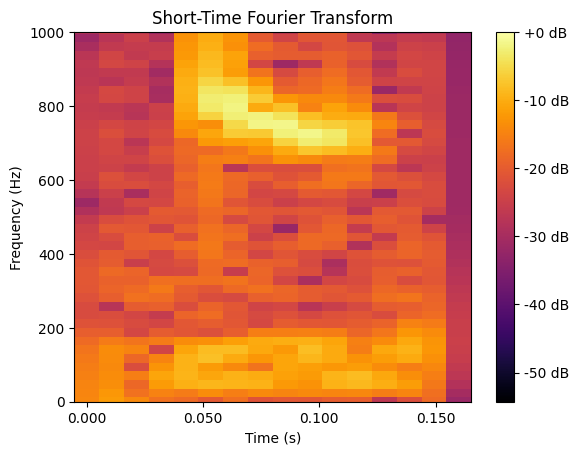 Short-Time Fourier Transform
1000
800
600
400
200
0
Frequency (Hz)
0.000
0.050
0.100
0.150
Time (s)
+0 dB
-10 dB
-20 dB
-30 dB
-40 dB
-50 dB